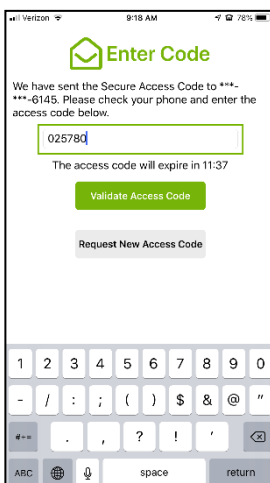 Verizon 9:18 AM 78%
Enter Code
We have sent the Secure Access Code to ***-
***-6145. Please check your phone and enter the
access code below.
025780
The access code will expire in 11:37
Validate Access Code
Request New Access Code
1 2 3 4 5 6 7 8 9 0
- / : ; ( ) $ & @ "
#+= . , ? ! '
ABC space return